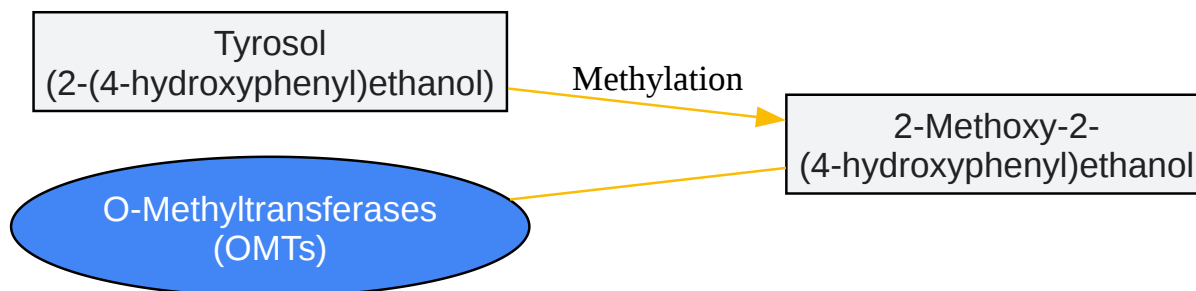 Tyrosol
(2-(4-hydroxyphenyl)ethanol)
Methylation
2-Methoxy-2-
(4-hydroxyphenyl)ethanol
O-Methyltransferases
(OMTs)